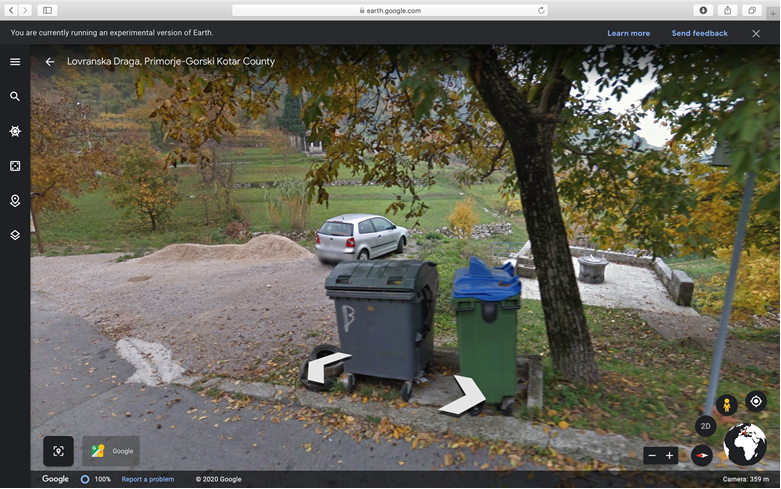 earth.google.com
You are currently running an experimental version of Earth.
Learn more
Send feedback
Lovranska Draga, Primorje-Gorski Kotar County
B
2D
Google
Google
100%
Report a problem
© 2020 Google
Camera: 359 m